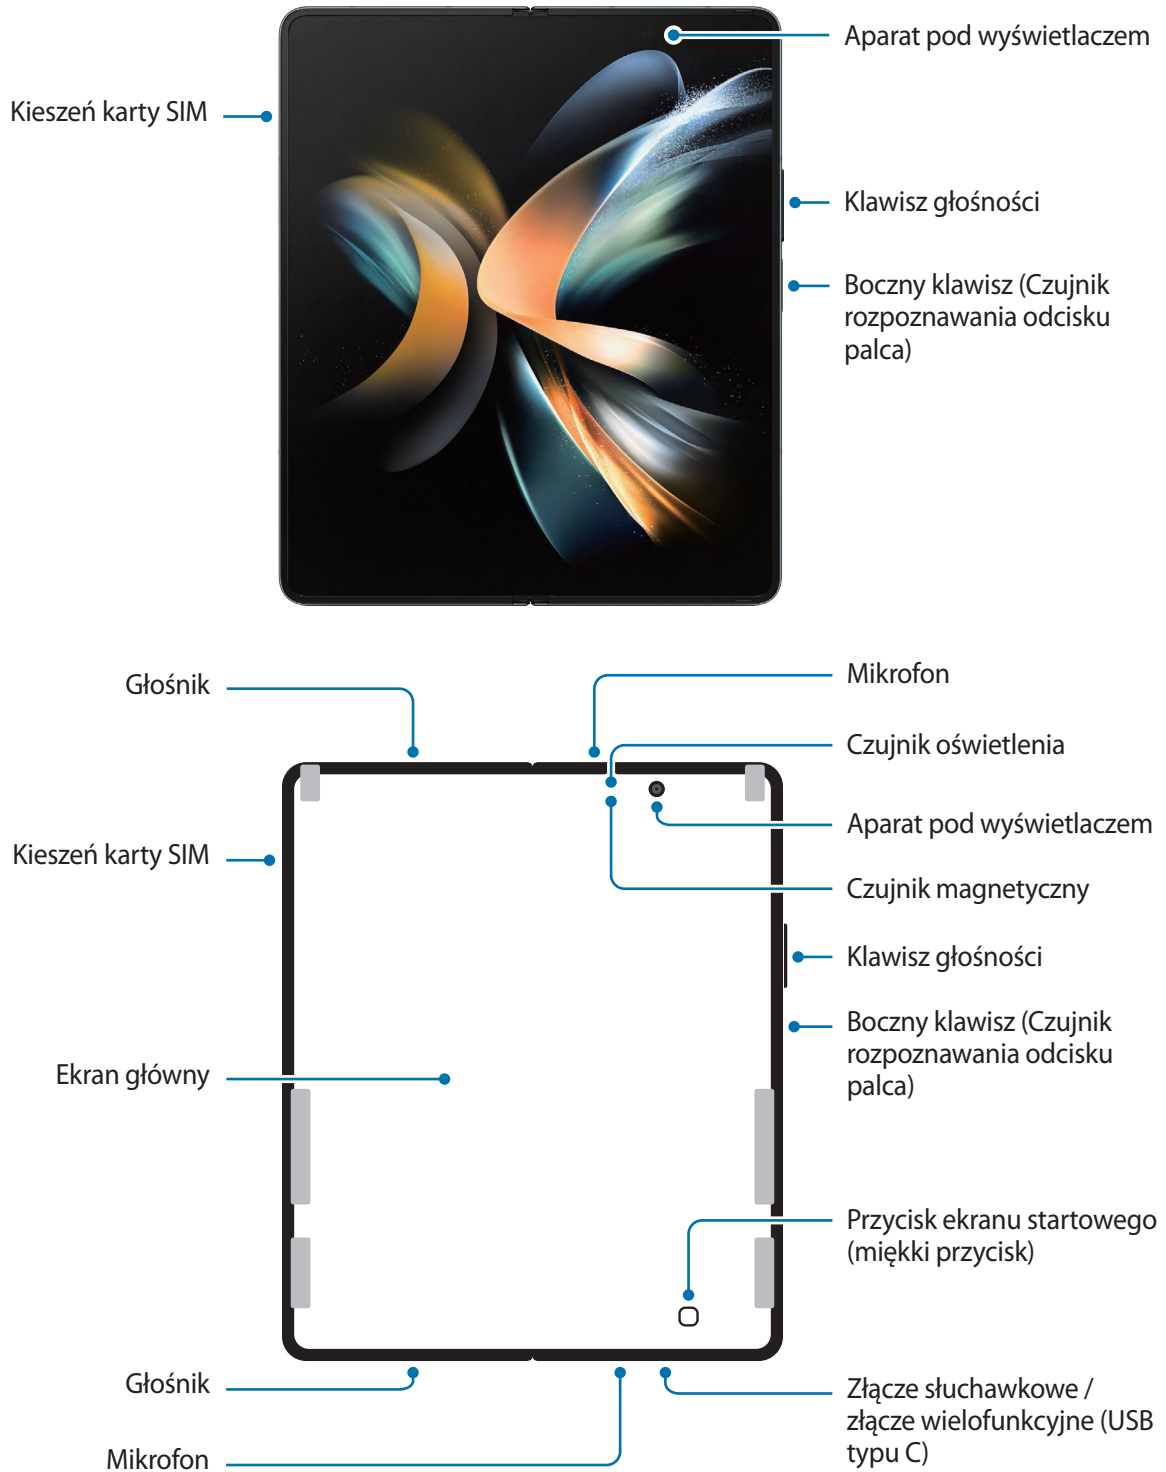 Aparat pod wyświetlaczem
Kieszeń karty SIM
Klawisz głośności
Boczny klawisz (Czujnik
rozpoznawania odcisku
palca)
Głośnik
Mikrofon
Czujnik oświetlenia
Aparat pod wyświetlaczem
Kieszeń karty SIM
Czujnik magnetyczny
Klawisz głośności
Boczny klawisz (Czujnik
rozpoznawania odcisku
palca)
Ekran główny
Przycisk ekranu startowego
(miękki przycisk)
Głośnik
Złącze słuchawkowe /
złącze wielofunkcyjne (USB
typu C)
Mikrofon